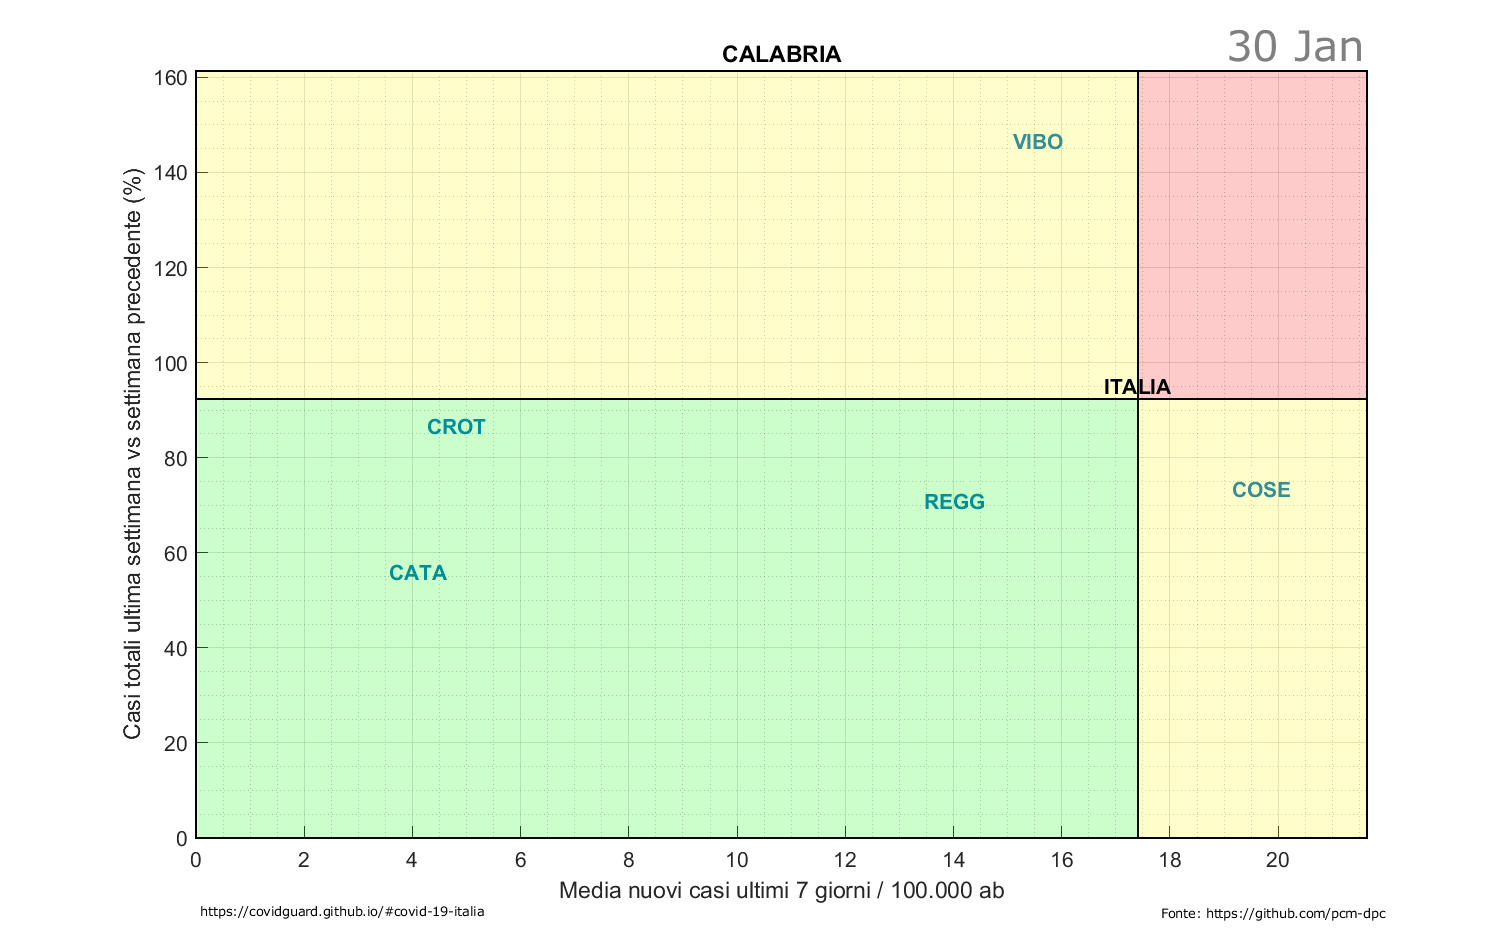 30 Jan
CALABRIA
Casi totali ultima settimana vs settimana precedente (%)
160
140
120
100
80
60
40
20
0
VIBO
ITALIA
CROT
COSE
REGG
CATA
0 2 4 6 8 10 12 14 16 18 20
Media nuovi casi ultimi 7 giorni / 100.000 ab
https://covidguard.github.io/#covid-19-italia
Fonte: https://github.com/pcm-dpc